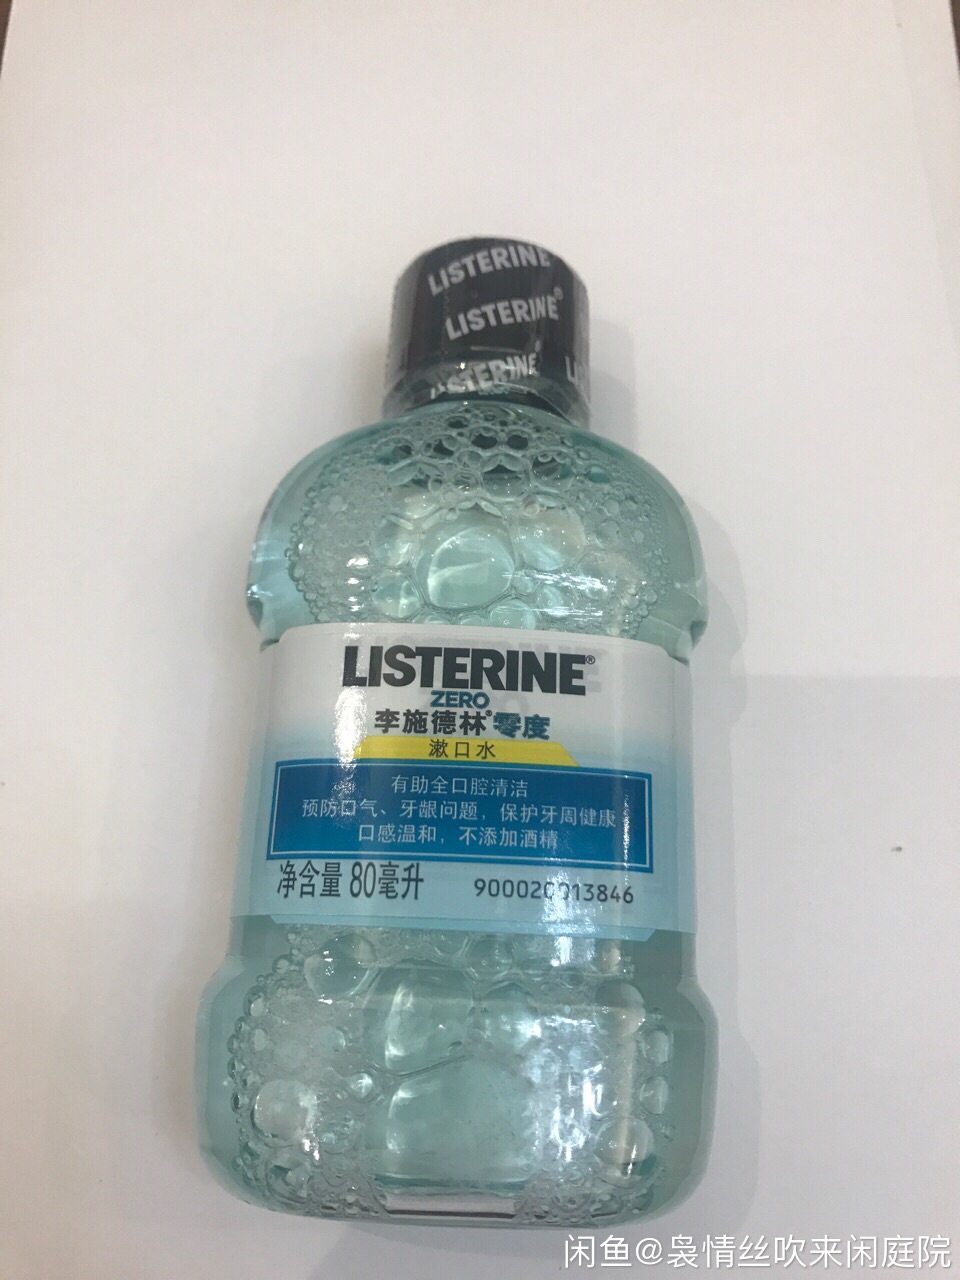 LISTERINE
LISTERINE®
LISTERINE
LISTERINE®
ZERO
李施德林®零度
漱口水
有助全口腔清洁
预防口气、牙龈问题，保护牙周健康
口感温和，不添加酒精
净含量 80毫升
900020013846
闲鱼@袅情丝吹来闲庭院